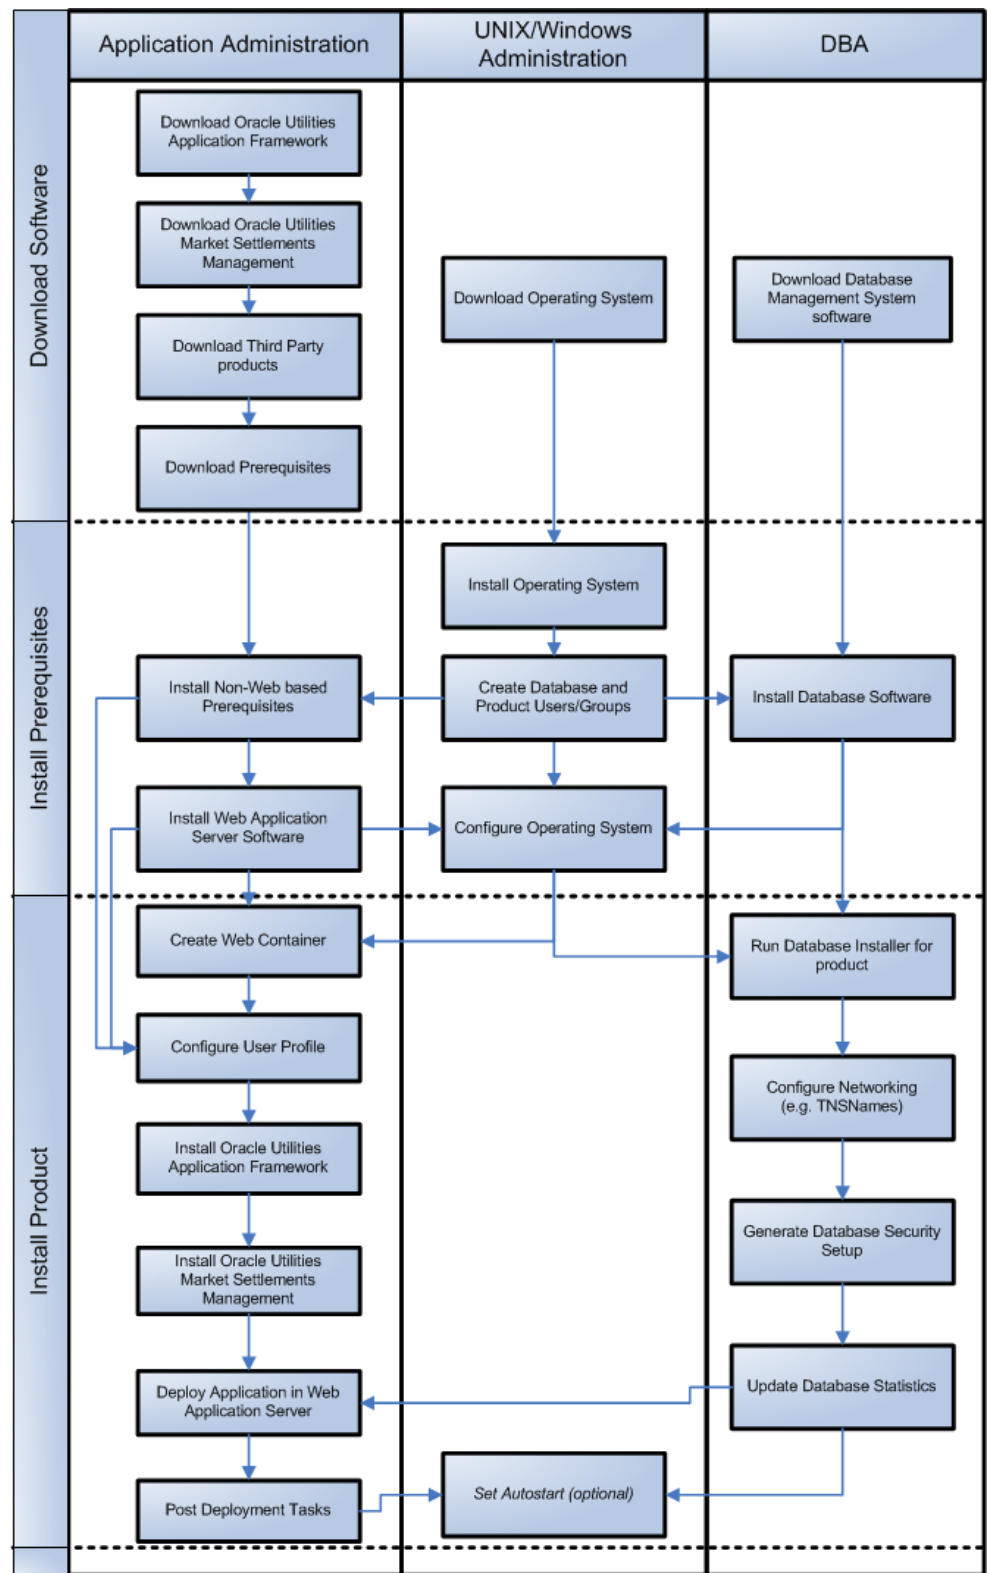 Application Administration
UNIX/Windows
Administration
DBA
Download Software
Download Oracle Utilities
Application Framework
Download Oracle Utilities
Market Settlements
Management
Download Third Party
products
Download Prerequisites
Download Operating System
Download Database
Management System
software
Install Prerequisites
Install Operating System
Install Non-Web based
Prerequisites
Create Database and
Product Users/Groups
Install Database Software
Install Web Application
Server Software
Configure Operating System
Install Product
Create Web Container
Run Database Installer for
product
Configure User Profile
Configure Networking
(e.g. TNSNames)
Install Oracle Utilities
Application Framework
Generate Database Security
Setup
Install Oracle Utilities
Market Settlements
Management
Deploy Application in Web
Application Server
Update Database Statistics
Post Deployment Tasks
Set Autostart (optional)